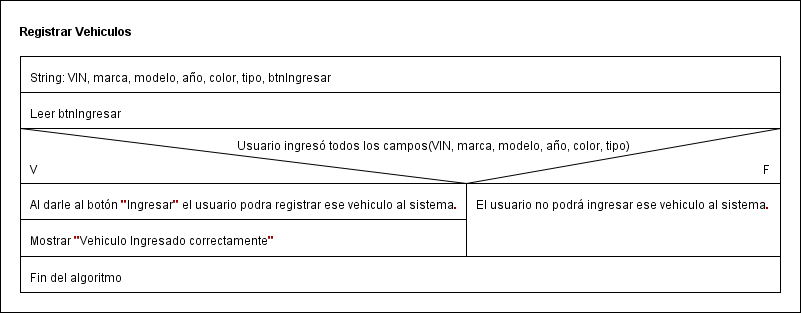 Registrar Vehiculos
String: VIN, marca, modelo, año, color, tipo, btnIngresar
Leer btnIngresar
Usuario ingresó todos los campos(VIN, marca, modelo, año, color, tipo)
V
F
Al darle al botón "Ingresar" el usuario podra registrar ese vehiculo al sistema.
El usuario no podrá ingresar ese vehiculo al sistema.
Mostrar "Vehiculo Ingresado correctamente"
Fin del algoritmo